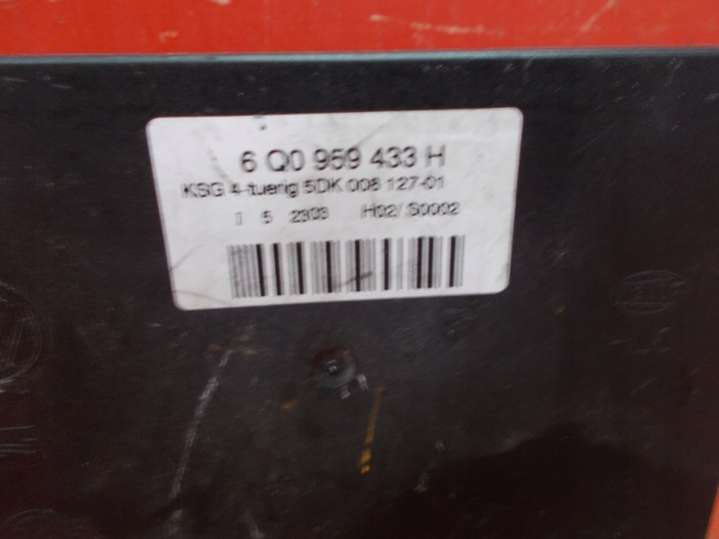 6 Q0 959 433 H
KSG 4-tuerig 5DK 008 127-01
5 2303 H02/ S0002